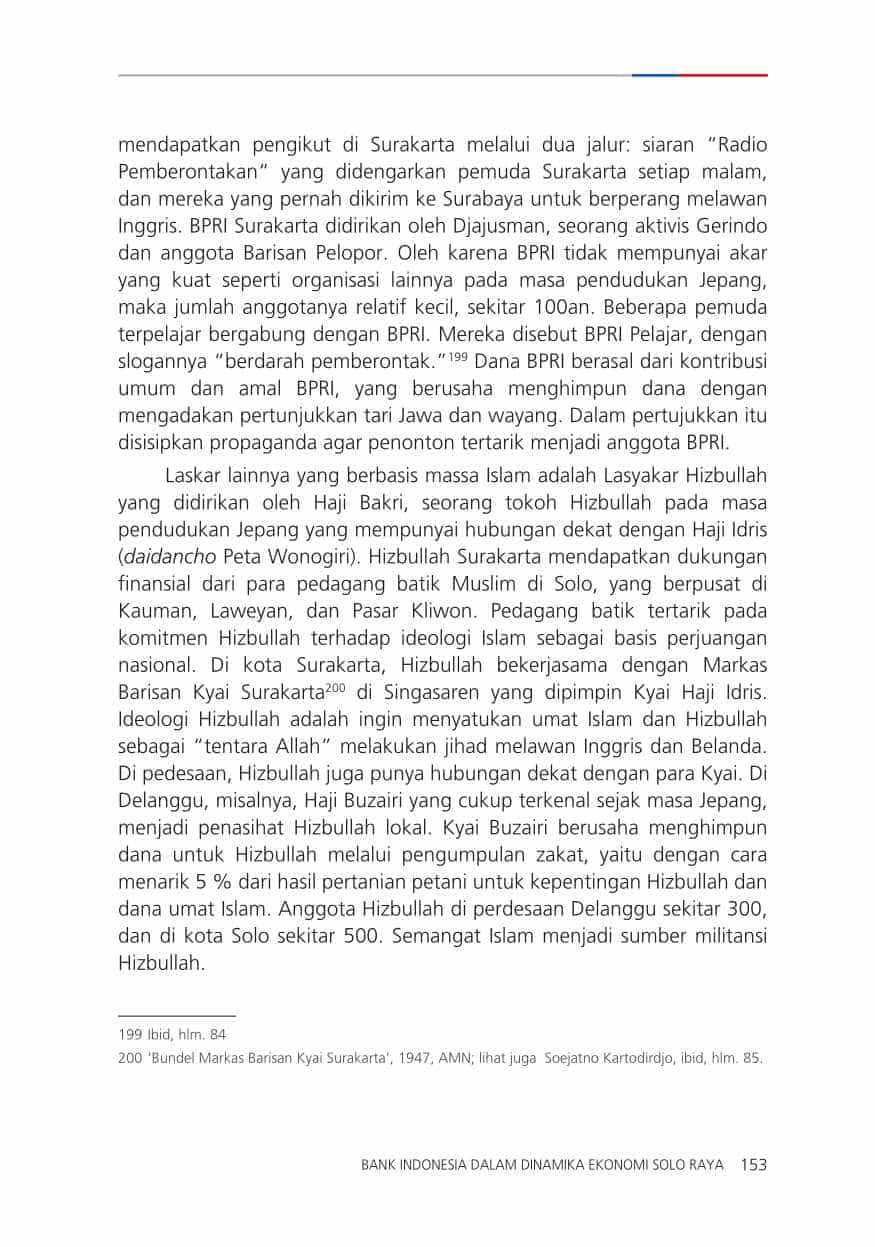 mendapatkan pengikut di Surakarta melalui dua jalur: siaran “Radio
Pemberontakan” yang didengarkan pemuda Surakarta setiap malam,
dan mereka yang pernah dikirim ke Surabaya untuk berperang melawan
Inggris. BPRI Surakarta didirikan oleh Djajusman, seorang aktivis Gerindo
dan anggota Barisan Pelopor. Oleh karena BPRI tidak mempunyai akar
yang kuat seperti organisasi lainnya pada masa pendudukan Jepang,
maka jumlah anggotanya relatif kecil, sekitar 100an. Beberapa pemuda
terpelajar bergabung dengan BPRI. Mereka disebut BPRI Pelajar, dengan
slogannya “berdarah pemberontak.”199 Dana BPRI berasal dari kontribusi
umum dan amal BPRI, yang berusaha menghimpun dana dengan
mengadakan pertunjukkan tari Jawa dan wayang. Dalam pertujukkan itu
disisipkan propaganda agar penonton tertarik menjadi anggota BPRI.
Laskar lainnya yang berbasis massa Islam adalah Lasyakar Hizbullah
yang didirikan oleh Haji Bakri, seorang tokoh Hizbullah pada masa
pendudukan Jepang yang mempunyai hubungan dekat dengan Haji Idris
(daidancho Peta Wonogiri). Hizbullah Surakarta mendapatkan dukungan
finansial dari para pedagang batik Muslim di Solo, yang berpusat di
Kauman, Laweyan, dan Pasar Kliwon. Pedagang batik tertarik pada
komitmen Hizbullah terhadap ideologi Islam sebagai basis perjuangan
nasional. Di kota Surakarta, Hizbullah bekerjasama dengan Markas
Barisan Kyai Surakarta200 di Singasaren yang dipimpin Kyai Haji Idris.
Ideologi Hizbullah adalah ingin menyatukan umat Islam dan Hizbullah
sebagai “tentara Allah” melakukan jihad melawan Inggris dan Belanda.
Di pedesaan, Hizbullah juga punya hubungan dekat dengan para Kyai. Di
Delanggu, misalnya, Haji Buzairi yang cukup terkenal sejak masa Jepang,
menjadi penasihat Hizbullah lokal. Kyai Buzairi berusaha menghimpun
dana untuk Hizbullah melalui pengumpulan zakat, yaitu dengan cara
menarik 5 % dari hasil pertanian petani untuk kepentingan Hizbullah dan
dana umat Islam. Anggota Hizbullah di perdesaan Delanggu sekitar 300,
dan di kota Solo sekitar 500. Semangat Islam menjadi sumber militansi
Hizbullah.
199 Ibid, hlm. 84
200 ‘Bundel Markas Barisan Kyai Surakarta’, 1947, AMN; lihat juga Soejatno Kartodirdjo, ibid, hlm. 85.
BANK INDONESIA DALAM DINAMIKA EKONOMI SOLO RAYA 153